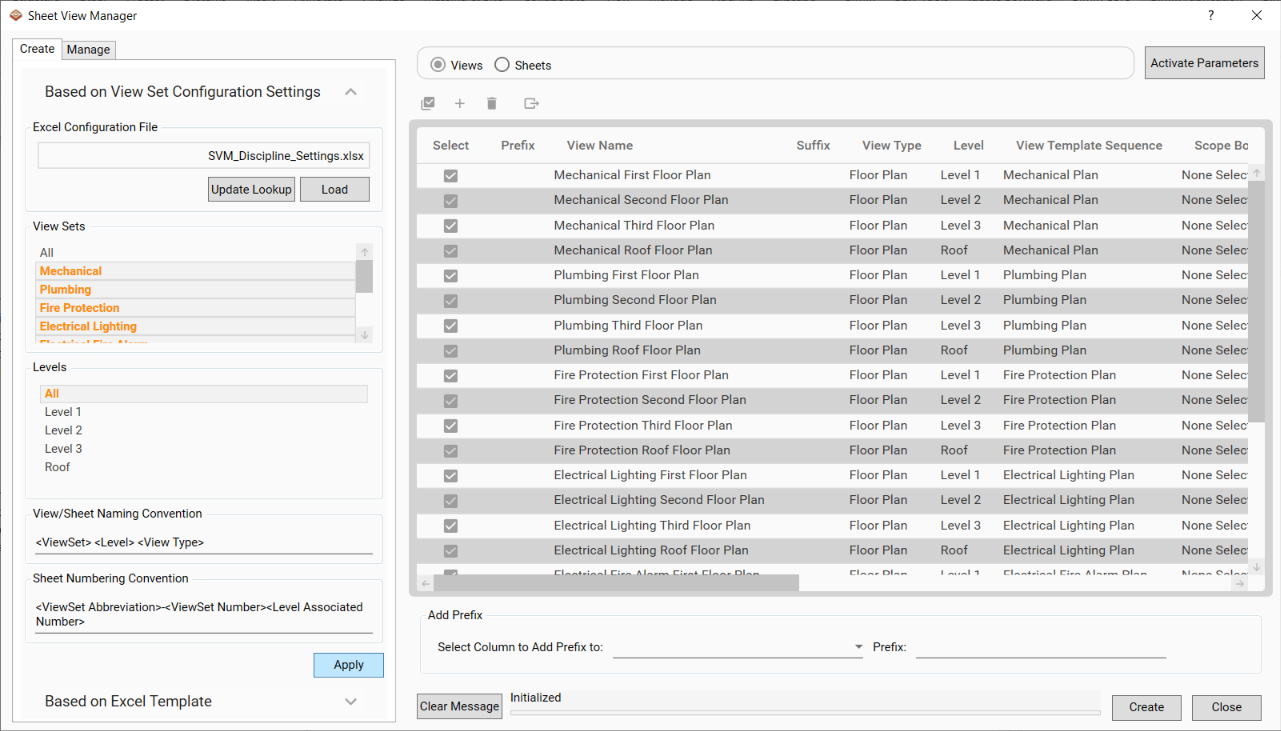 Sheet View Manager
?
Create Manage
Views Sheets
Activate Parameters
Based on View Set Configuration Settings
Excel Configuration File
SVM_Discipline_Settings.xlsx
Update Lookup Load
View Sets
All
Mechanical
Plumbing
Fire Protection
Electrical Lighting
Electrical Fire Alarm
Levels
All
Level 1
Level 2
Level 3
Roof
View/Sheet Naming Convention
<ViewSet> <Level> <View Type>
Sheet Numbering Convention
<ViewSet Abbreviation>-<ViewSet Number><Level Associated
Number>
Apply
Based on Excel Template
Select Prefix View Name Suffix View Type Level View Template Sequence Scope Bo
Mechanical First Floor Plan Floor Plan Level 1 Mechanical Plan None Selec
Mechanical Second Floor Plan Floor Plan Level 2 Mechanical Plan None Selec
Mechanical Third Floor Plan Floor Plan Level 3 Mechanical Plan None Selec
Mechanical Roof Floor Plan Floor Plan Roof Mechanical Plan None Selec
Plumbing First Floor Plan Floor Plan Level 1 Plumbing Plan None Selec
Plumbing Second Floor Plan Floor Plan Level 2 Plumbing Plan None Selec
Plumbing Third Floor Plan Floor Plan Level 3 Plumbing Plan None Selec
Plumbing Roof Floor Plan Floor Plan Roof Plumbing Plan None Selec
Fire Protection First Floor Plan Floor Plan Level 1 Fire Protection Plan None Selec
Fire Protection Second Floor Plan Floor Plan Level 2 Fire Protection Plan None Selec
Fire Protection Third Floor Plan Floor Plan Level 3 Fire Protection Plan None Selec
Fire Protection Roof Floor Plan Floor Plan Roof Fire Protection Plan None Selec
Electrical Lighting First Floor Plan Floor Plan Level 1 Electrical Lighting Plan None Selec
Electrical Lighting Second Floor Plan Floor Plan Level 2 Electrical Lighting Plan None Selec
Electrical Lighting Third Floor Plan Floor Plan Level 3 Electrical Lighting Plan None Selec
Electrical Lighting Roof Floor Plan Floor Plan Roof Electrical Lighting Plan None Selec
Electrical Fire Alarm First Floor Plan Floor Plan Level 1 Electrical Fire Alarm Plan None Selec
Add Prefix
Select Column to Add Prefix to: Prefix:
Clear Message Initialized Create Close